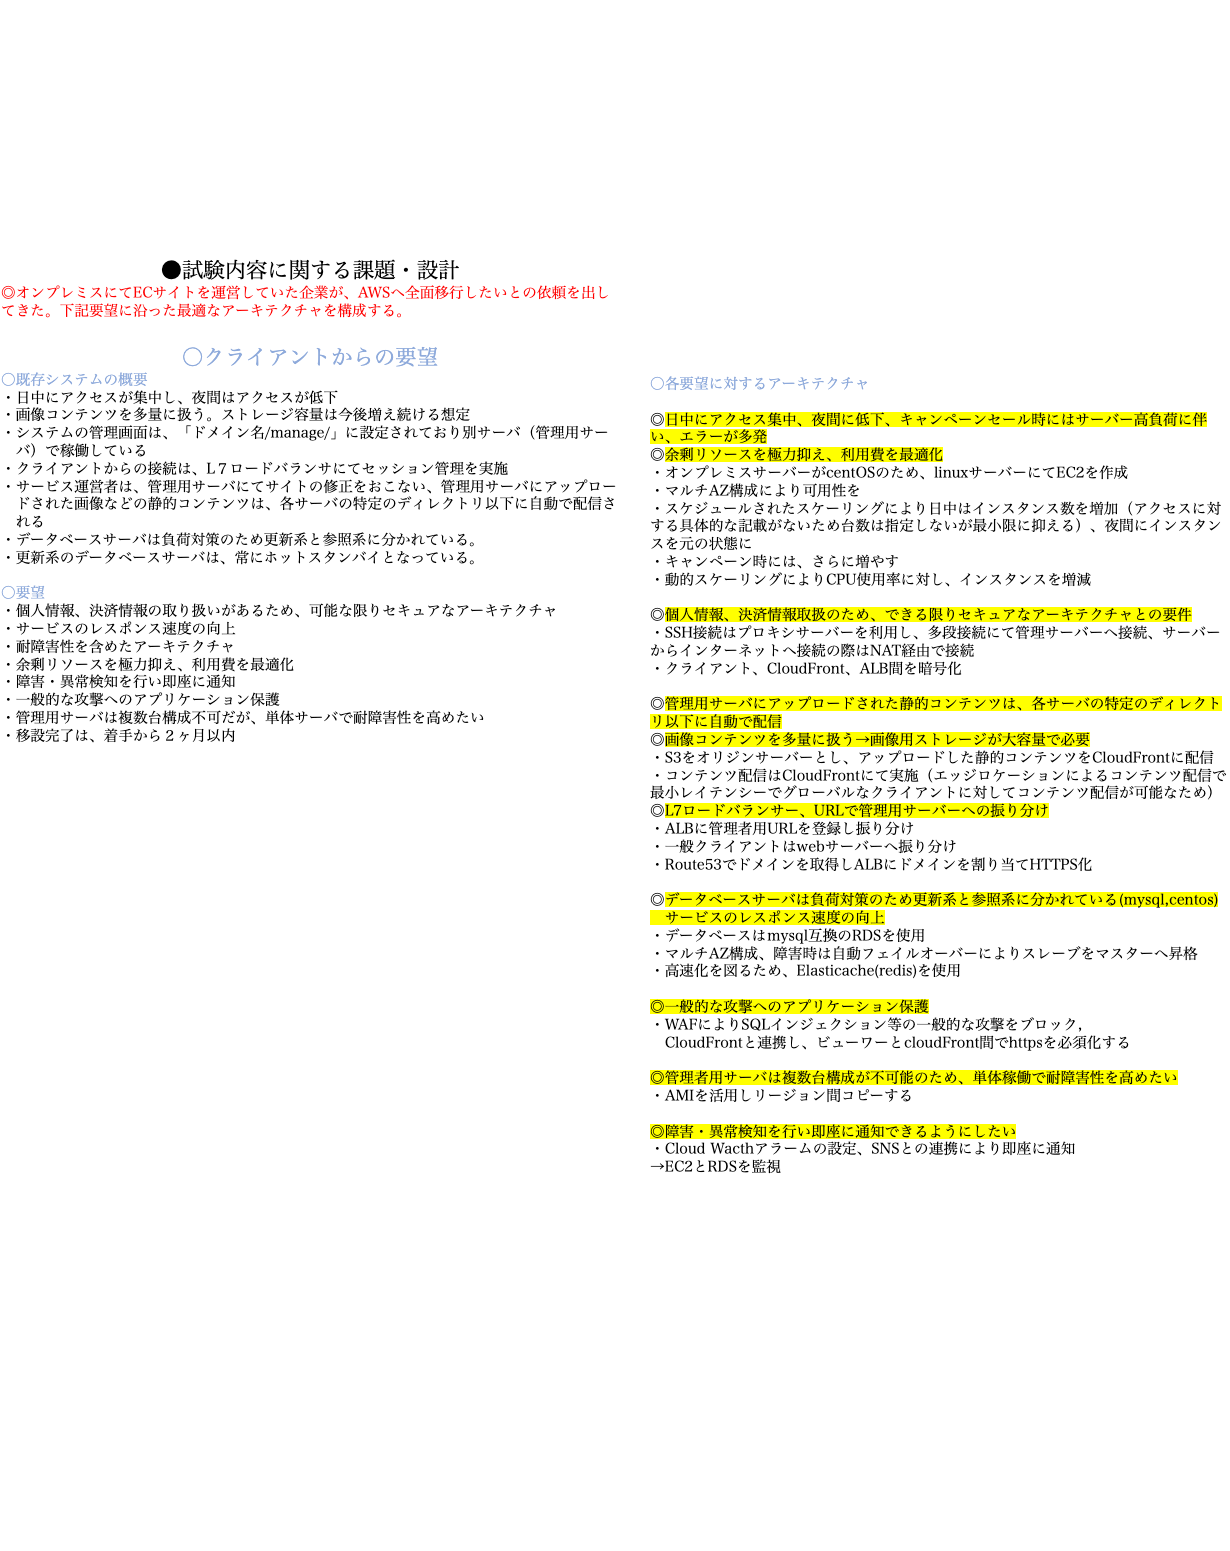 ●試験内容に関する課題・設計
◎オンプレミスにてECサイトを運営していた企業が、AWSへ全面移行したいとの依頼を出し
てきた。下記要望に沿った最適なアーキテクチャを構成する。
○クライアントからの要望
○既存システムの概要
・日中にアクセスが集中し、夜間はアクセスが低下
・画像コンテンツを多量に扱う。ストレージ容量は今後増え続ける想定
・システムの管理画面は、「ドメイン名/manage/」に設定されており別サーバ（管理用サー
バ）で稼働している
・クライアントからの接続は、L７ロードバランサにてセッション管理を実施
・サービス運営者は、管理用サーバにてサイトの修正をおこない、管理用サーバにアップロー
ドされた画像などの静的コンテンツは、各サーバの特定のディレクトリ以下に自動で配信さ
れる
・データベースサーバは負荷対策のため更新系と参照系に分かれている。
・更新系のデータベースサーバは、常にホットスタンバイとなっている。
○要望
・個人情報、決済情報の取り扱いがあるため、可能な限りセキュアなアーキテクチャ
・サービスのレスポンス速度の向上
・耐障害性を含めたアーキテクチャ
・余剰リソースを極力抑え、利用費を最適化
・障害・異常検知を行い即座に通知
・一般的な攻撃へのアプリケーション保護
・管理用サーバは複数台構成不可だが、単体サーバで耐障害性を高めたい
・移設完了は、着手から２ヶ月以内
○各要望に対するアーキテクチャ
◎日中にアクセス集中、夜間に低下、キャンペーンセール時にはサーバー高負荷に伴
い、エラーが多発
◎余剰リソースを極力抑え、利用費を最適化
・オンプレミスサーバーがcentOSのため、linuxサーバーにてEC2を作成
・マルチAZ構成により可用性を
・スケジュールされたスケーリングにより日中はインスタンス数を増加（アクセスに対
する具体的な記載がないため台数は指定しないが最小限に抑える）、夜間にインスタン
スを元の状態に
・キャンペーン時には、さらに増やす
・動的スケーリングによりCPU使用率に対し、インスタンスを増減
◎個人情報、決済情報取扱のため、できる限りセキュアなアーキテクチャとの要件
・SSH接続はプロキシサーバーを利用し、多段接続にて管理サーバーへ接続、サーバー
からインターネットへ接続の際はNAT経由で接続
・クライアント、CloudFront、ALB間を暗号化
◎管理用サーバにアップロードされた静的コンテンツは、各サーバの特定のディレクト
リ以下に自動で配信
◎画像コンテンツを多量に扱う→画像用ストレージが大容量で必要
・S3をオリジンサーバーとし、アップロードした静的コンテンツをCloudFrontに配信
・コンテンツ配信はCloudFrontにて実施（エッジロケーションによるコンテンツ配信で
最小レイテンシーでグローバルなクライアントに対してコンテンツ配信が可能なため）
◎L7ロードバランサー、URLで管理用サーバーへの振り分け
・ALBに管理者用URLを登録し振り分け
・一般クライアントはwebサーバーへ振り分け
・Route53でドメインを取得しALBにドメインを割り当てHTTPS化
◎データベースサーバは負荷対策のため更新系と参照系に分かれている(mysql,centos)
サービスのレスポンス速度の向上
・データベースはmysql互換のRDSを使用
・マルチAZ構成、障害時は自動フェイルオーバーによりスレーブをマスターへ昇格
・高速化を図るため、Elasticache(redis)を使用
◎一般的な攻撃へのアプリケーション保護
・WAFによりSQLインジェクション等の一般的な攻撃をブロック,
CloudFrontと連携し、ビューワーとcloudFront間でhttpsを必須化する
◎管理者用サーバは複数台構成が不可能のため、単体稼働で耐障害性を高めたい
・AMIを活用しリージョン間コピーする
◎障害・異常検知を行い即座に通知できるようにしたい
・Cloud Wacthアラームの設定、SNSとの連携により即座に通知
→EC2とRDSを監視